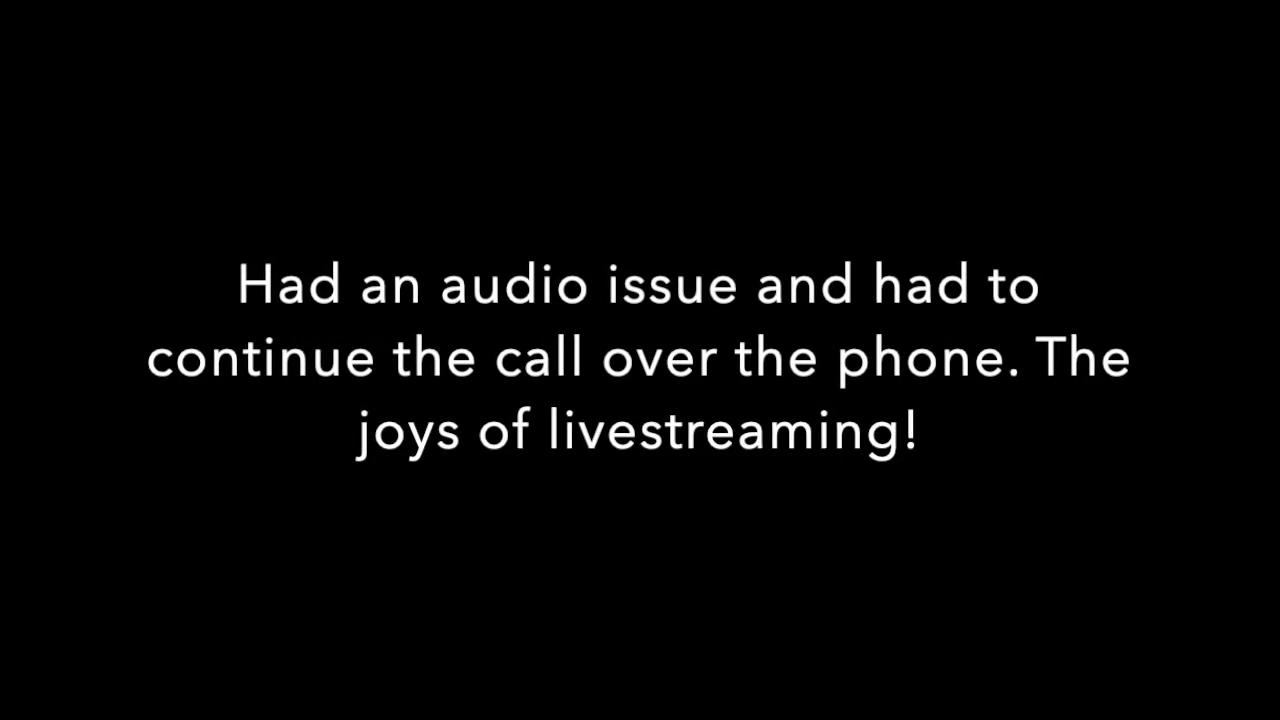 Had an audio issue and had to
continue the call over the phone. The
joys of livestreaming!